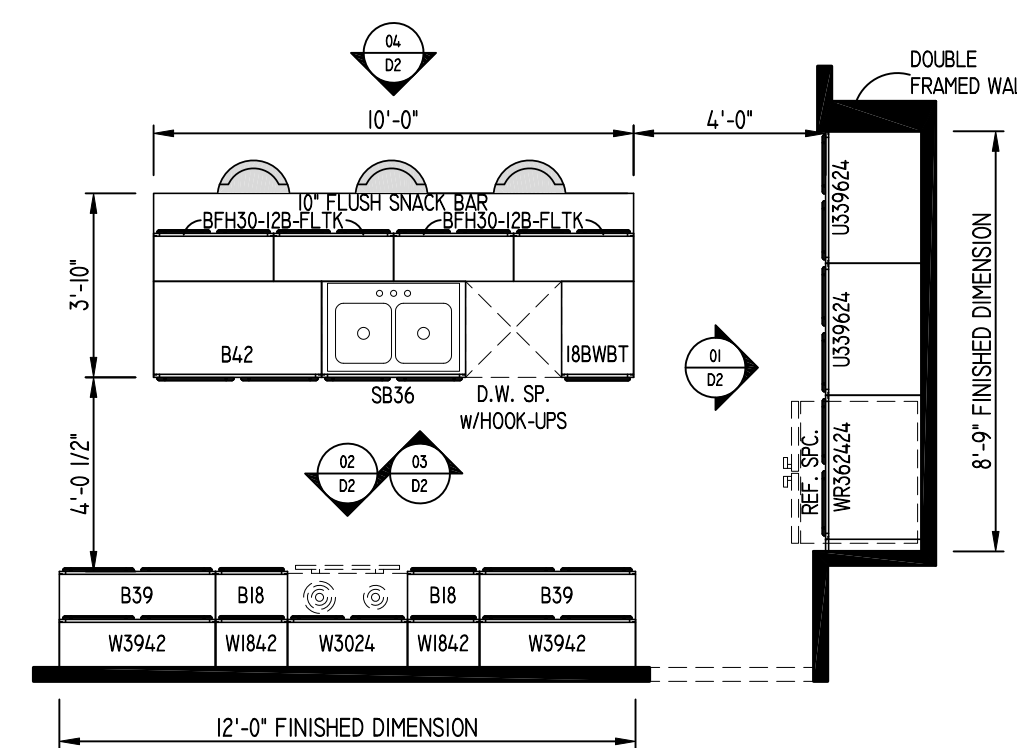 04
D2
DOUBLE
FRAMED WAL
10'-0"
4'-0"
10" FLUSH SNACK BAR
BFH30-12B-FLTK
BFH30-12B-FLTK
U339624
3'-10"
8'-9" FINISHED DIMENSION
U339624
B42
18BWBT
01
D2
SB36
D.W. SP.
w/HOOK-UPS
REF. SPC.
WR362424
4'-0 1/2"
02
D2
03
D2
B39
B18
B18
B39
W3942
W1842
W3024
W1842
W3942
12'-0" FINISHED DIMENSION